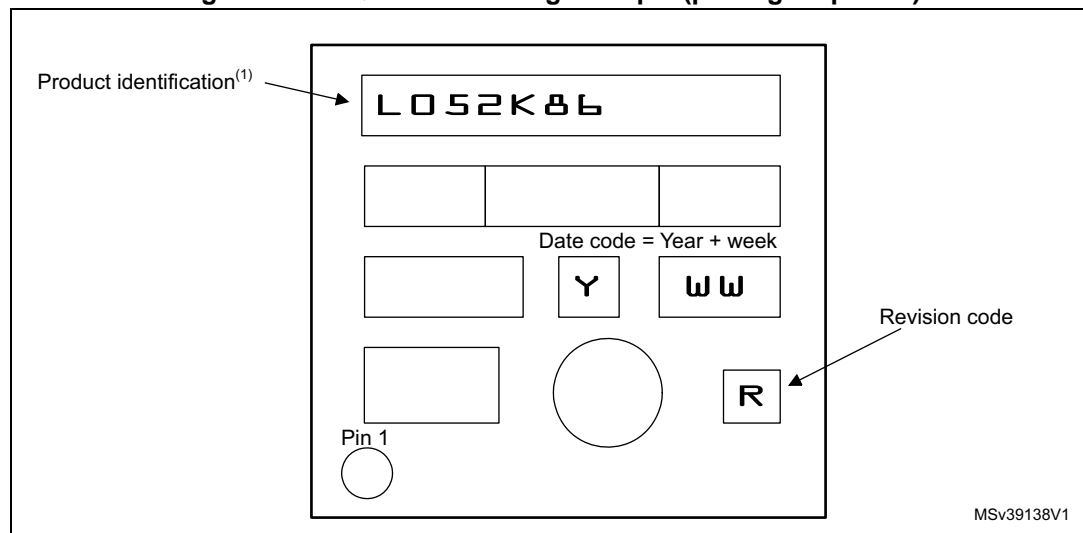 Product identification(1)
L052K86
Date code = Year + week
Y WW
Revision code
R
Pin 1
MSv39138V1